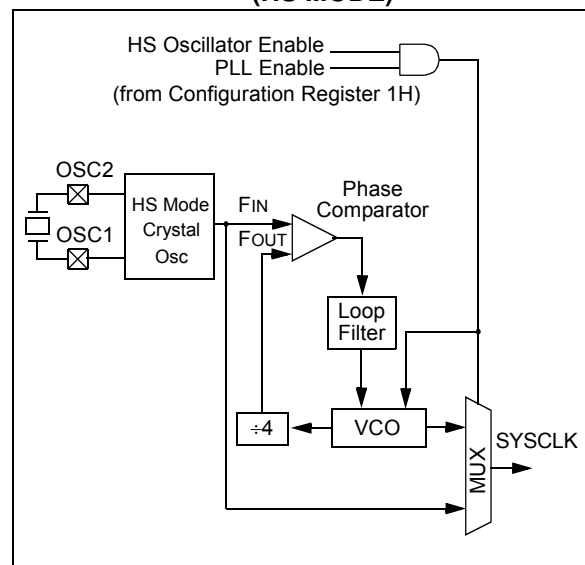 (HS MODE)
HS Oscillator Enable
PLL Enable
(from Configuration Register 1H)
OSC2
OSC1
HS Mode
Crystal
Osc
FIN
FOUT
Phase
Comparator
Loop
Filter
÷4
VCO
MUX
SYSCLK